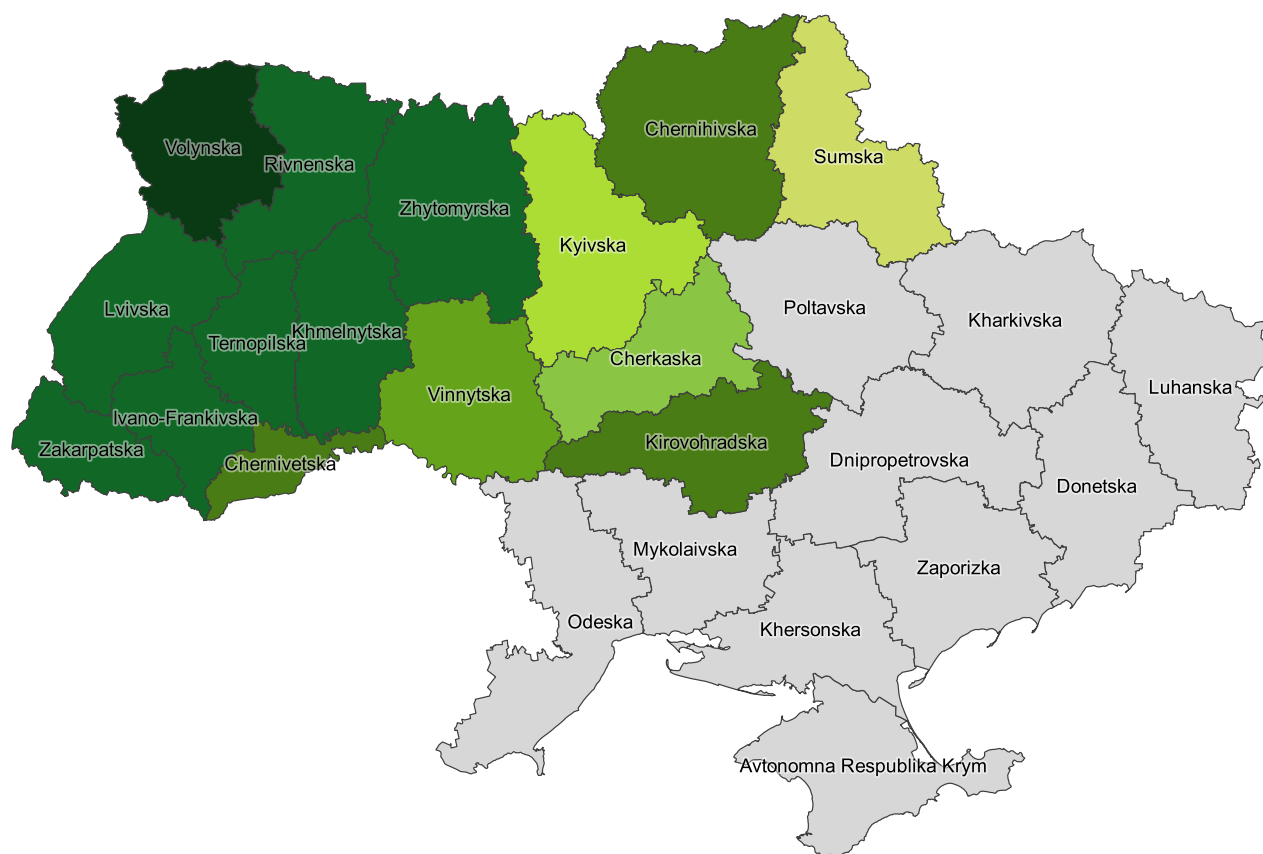 Chernihivska
Volynska
Sumska
Rivnenska
Zhytomyrska
Kyivska
Lvivska
Poltavska
Kharkivska
Khmelnytska
Ternopilska
Cherkaska
Luhanska
Vinnytska
Ivano-Frankivska
Kirovohradska
Zakarpatska
Chernivetska
Dnipropetrovska
Donetska
Mykolaivska
Zaporizka
Odeska
Khersonska
Avtonomna Respublika Krym